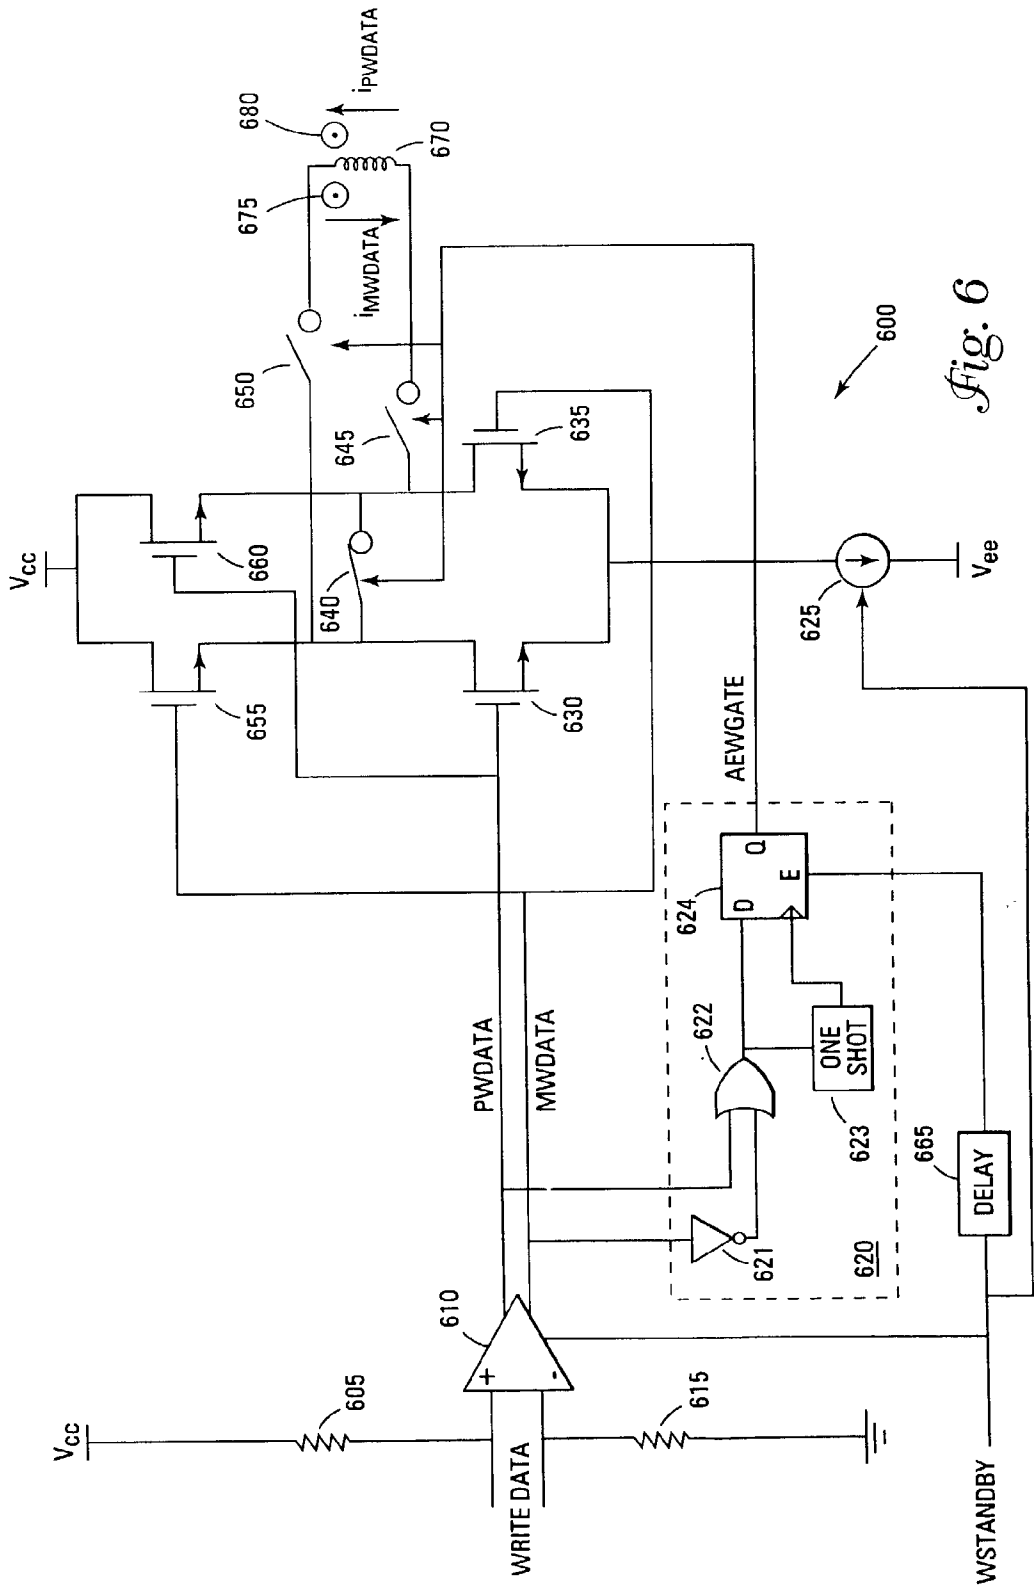 Vcc
655
660
640
650
645
630
635
675
680
670
iMWDATA
iPWDATA
Vcc
605
WRITE DATA
615
+
-
610
PWDATA
MWDATA
621
622
ONE SHOT
623
624
D
Q
E
620
AEWGATE
625
Vee
WSTANDBY
DELAY
665
600
Fig. 6